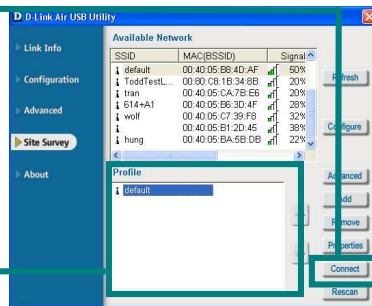 D D-Link Air USB Utility
Link Info
Configuration
Advanced
Site Survey
About
Available Network
SSID MAC(BSSID) Signal
default 00:40:05:B8:4D:AF 50%
ToddTestL... 00:80:C8:1B:34:8B 20%
tran 00:40:05:CA:7B:E6 20%
614+A1 00:40:05:B6:3D:4F 28%
wolf 00:40:05:C7:39:F8 32%
00:40:05:B1:2D:45 38%
hung 00:40:05:BA:5B:DB 22%
Profile
default
Refresh
Configure
Advanced
Add
Remove
Properties
Connect
Rescan